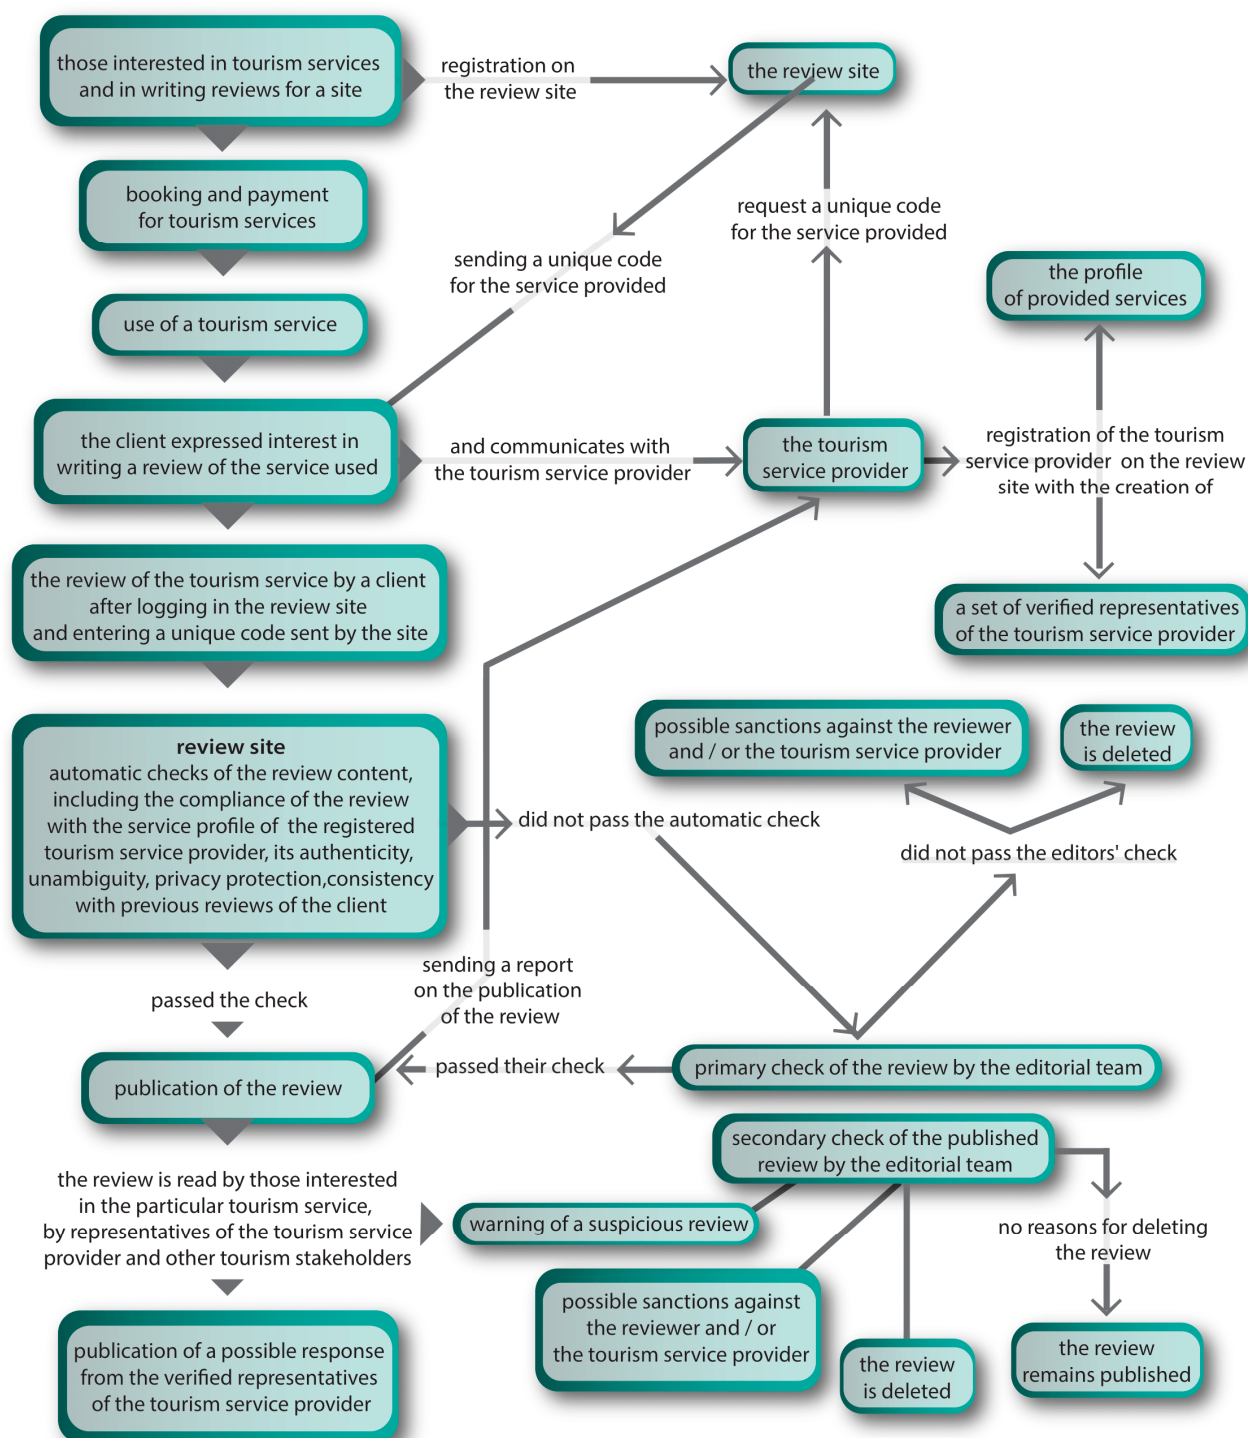 those interested in tourism services
and in writing reviews for a site
registration on
the review site
the review site
booking and payment
for tourism services
request a unique code
for the service provided
sending a unique code
for the service provided
the profile
of provided services
use of a tourism service
the client expressed interest in
writing a review of the service used
and communicates with
the tourism service provider
the tourism
service provider
registration of the tourism
service provider on the review
site with the creation of
the review of the tourism service by a client
after logging in the review site
and entering a unique code sent by the site
a set of verified representatives
of the tourism service provider
possible sanctions against the reviewer
and / or the tourism service provider
the review
is deleted
review site
automatic checks of the review content,
including the compliance of the review
with the service profile of the registered
tourism service provider, its authenticity,
unambiguity, privacy protection,consistency
with previous reviews of the client
did not pass the automatic check
did not pass the editors' check
sending a report
on the publication
of the review
passed the check
publication of the review
passed their check
primary check of the review by the editorial team
secondary check of the published
review by the editorial team
the review is read by those interested
in the particular tourism service,
by representatives of the tourism service
provider and other tourism stakeholders
warning of a suspicious review
no reasons for deleting
the review
possible sanctions against
the reviewer and / or
the tourism service provider
the review
is deleted
the review
remains published
publication of a possible response
from the verified representatives
of the tourism service provider